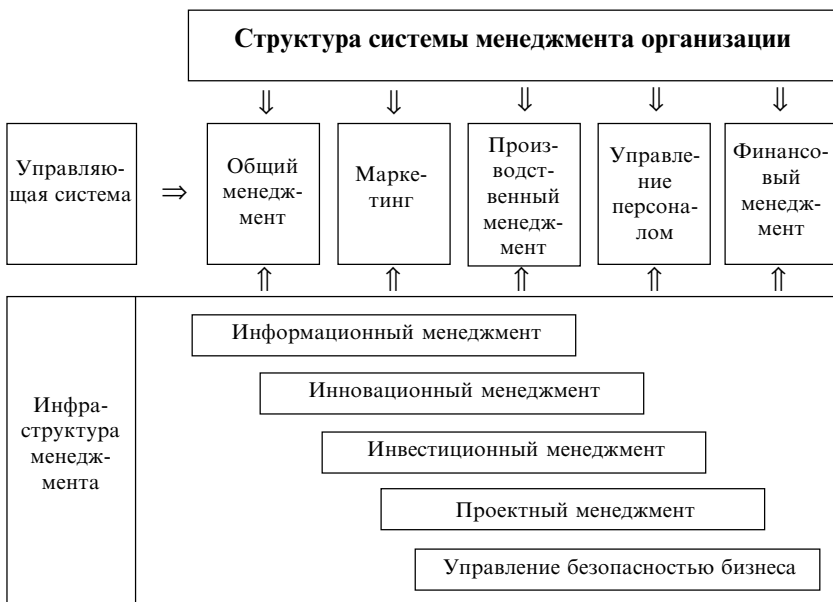 Структура системы менеджмента организации
⇓ ⇓ ⇓ ⇓ ⇓
Управляю-
щая система
⇒
Общий
менедж-
мент
Марке-
тинг
Произ-
водст-
венный
менедж-
мент
Управле-
ние
персона-
лом
Финансо-
вый
менедж-
мент
⇑ ⇑ ⇑ ⇑ ⇑
Инфра-
структура
менедж-
мента
Информационный менеджмент
Инновационный менеджмент
Инвестиционный менеджмент
Проектный менеджмент
Управление безопасностью бизнеса